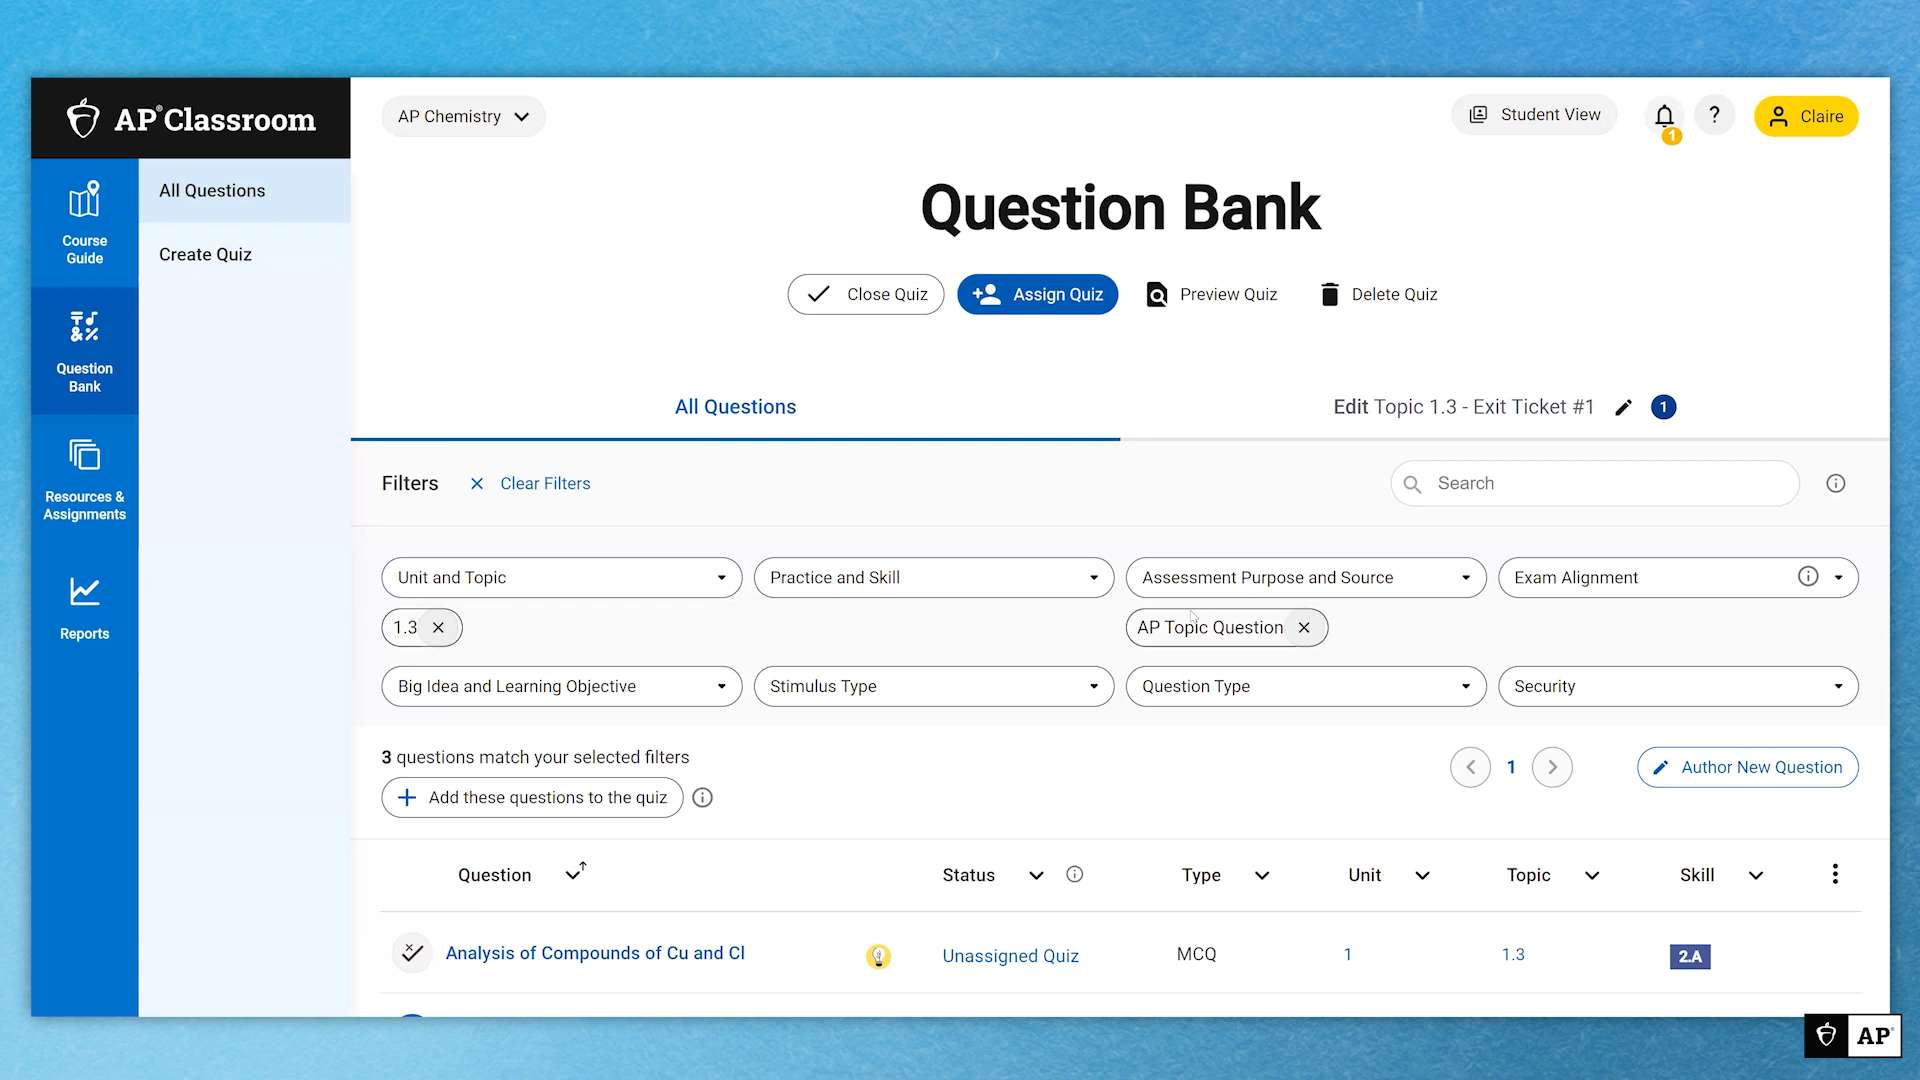 AP® Classroom
AP Chemistry
Student View
1
?
Claire
Course
Guide
Question
Bank
Resources &
Assignments
Reports
All Questions
Create Quiz
Question Bank
Close Quiz
Assign Quiz
Preview Quiz
Delete Quiz
All Questions
Edit Topic 1.3 - Exit Ticket #1
1
Filters
Clear Filters
Search
Unit and Topic
Practice and Skill
Assessment Purpose and Source
Exam Alignment
1.3
AP Topic Question
Big Idea and Learning Objective
Stimulus Type
Question Type
Security
3 questions match your selected filters
1
Author New Question
Add these questions to the quiz
Question
Status
Type
Unit
Topic
Skill
Analysis of Compounds of Cu and Cl
Unassigned Quiz
MCQ
1
1.3
2.A
AP®